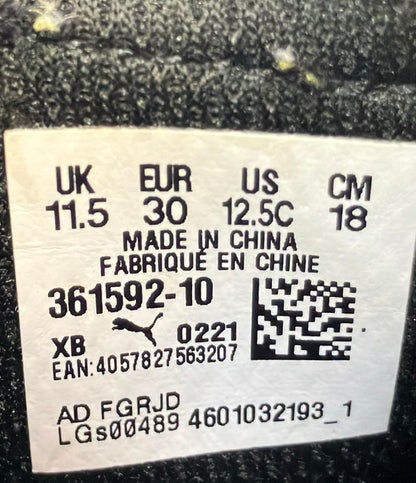 UK EUR US CM
11.5 30 12.5C 18
MADE IN CHINA
FABRIQUÉ EN CHINE
361592-10
XB 0221
EAN:4057827563207
AD FGRJD
LGs00489 4601032193_1